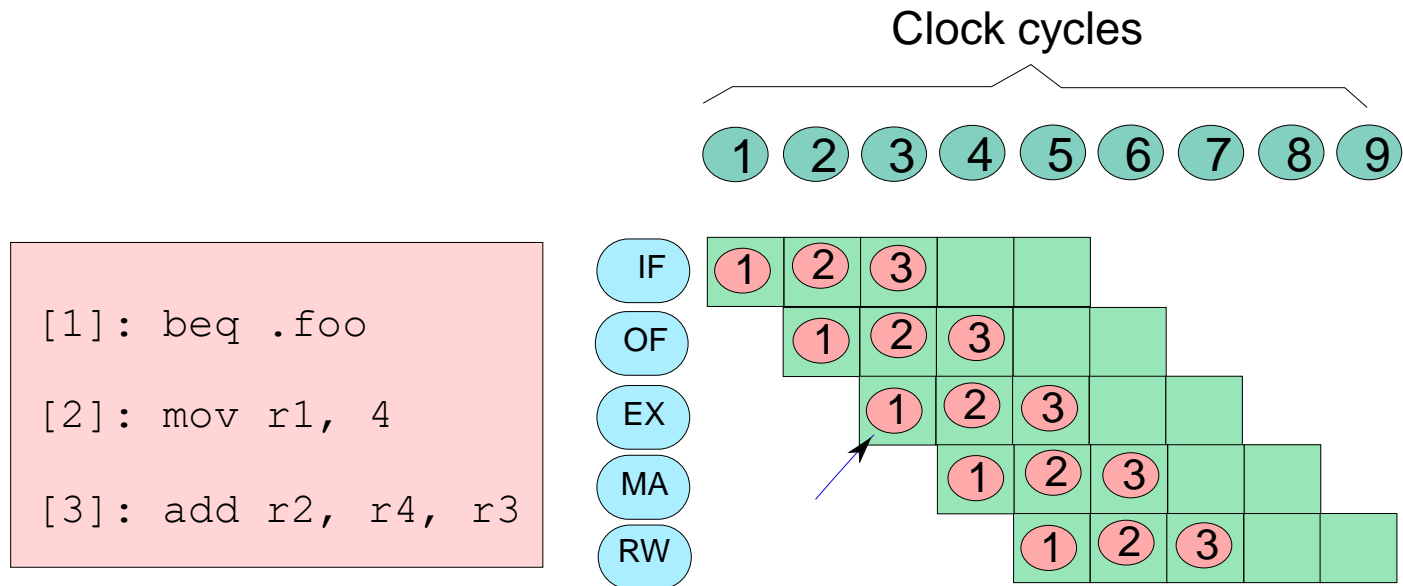 Clock cycles
1 2 3 4 5 6 7 8 9
[1]: beq .foo
[2]: mov r1, 4
[3]: add r2, r4, r3
IF 1 2 3
OF 1 2 3
EX 1 2 3
MA 1 2 3
RW 1 2 3